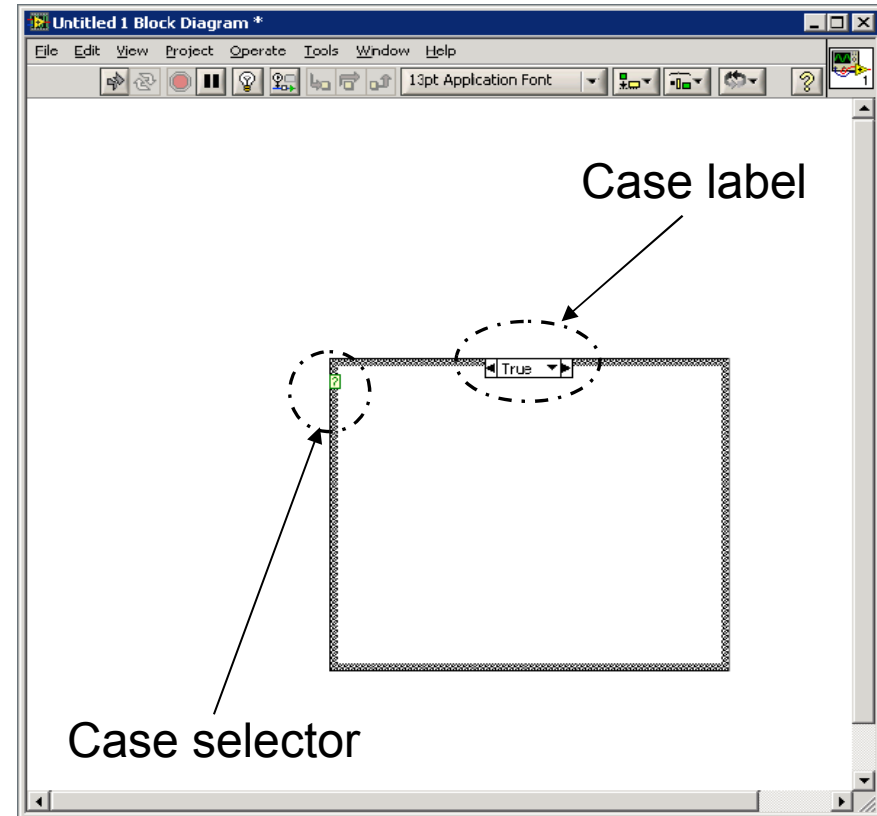 Untitled 1 Block Diagram *
File Edit View Project Operate Tools Window Help
13pt Application Font
?
1
Case label
True
?
Case selector